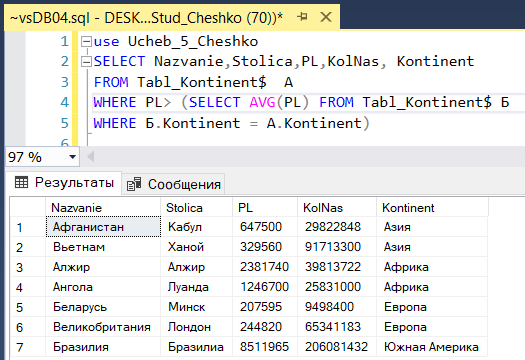 ~vsDB04.sql - DESK...Stud_Cheshko (70))*
1 use Ucheb_5_Cheshko
2 SELECT Nazvanie,Stolica,PL,KolNas, Kontinent
3 FROM Tabl_Kontinent$  А
4 WHERE PL> (SELECT AVG(PL) FROM Tabl_Kontinent$ Б
5 WHERE Б.Kontinent = А.Kontinent)
6
97 %
Результаты Сообщения
Nazvanie Stolica PL KolNas Kontinent
1 Афганистан Кабул 647500 29822848 Азия
2 Вьетнам Ханой 329560 91713300 Азия
3 Алжир Алжир 2381740 39813722 Африка
4 Ангола Луанда 1246700 25831000 Африка
5 Беларусь Минск 207595 9498400 Европа
6 Великобритания Лондон 244820 65341183 Европа
7 Бразилия Бразилиа 8511965 206081432 Южная Америка